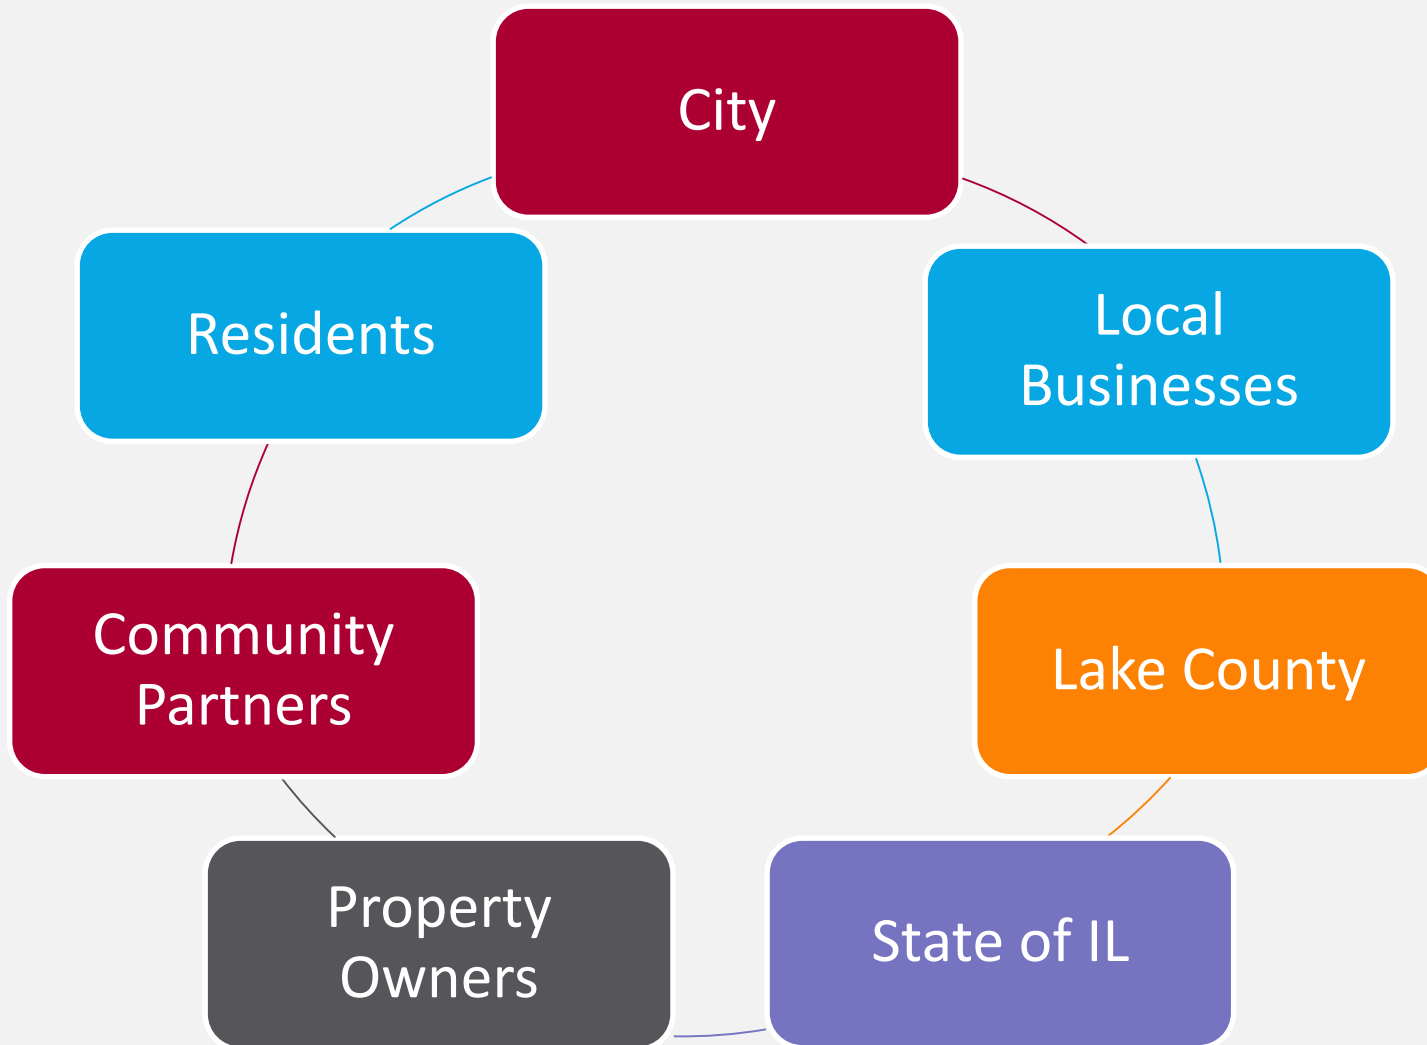 City
Residents
Local
Businesses
Community
Partners
Lake County
Property
Owners
State of IL